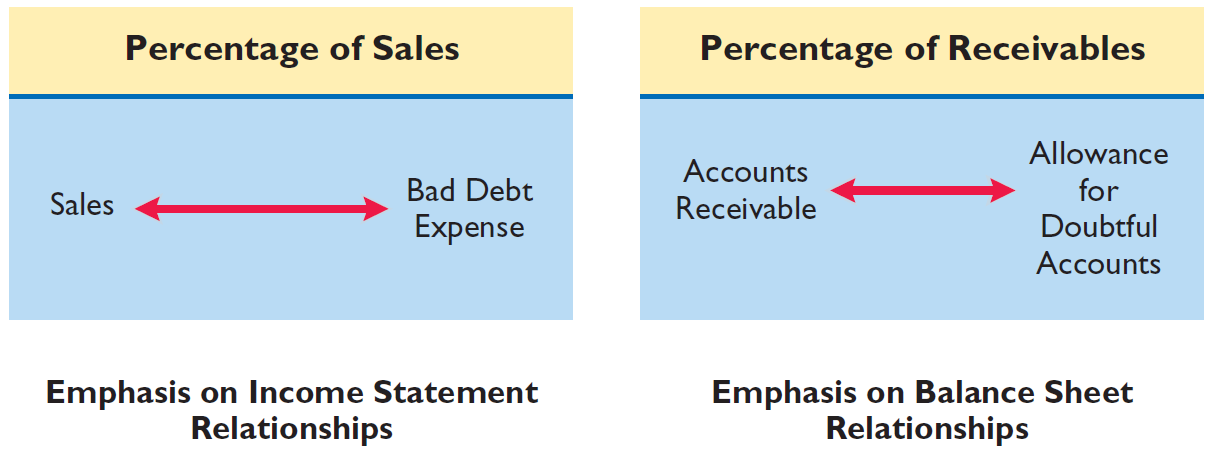 Percentage of Sales
Sales
Bad Debt
Expense
Emphasis on Income Statement
Relationships
Percentage of Receivables
Accounts
Receivable
Allowance
for
Doubtful
Accounts
Emphasis on Balance Sheet
Relationships